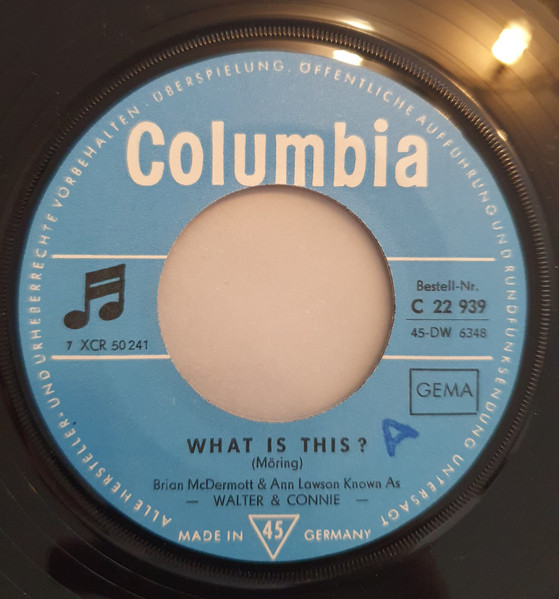 ALLE HERSTELLER- UND URHEBERRECHTE VORBEHALTEN · ÜBERSPIELUNG, ÖFFENTLICHE AUFFÜHRUNG UND RUNDFUNKSENDUNG UNTERSAGT
Columbia
7 XCR 50 241
Bestell-Nr.
C 22 939
45-DW 6348
GEMA
A
WHAT IS THIS?
(Möring)
Brian McDermott & Ann Lawson Known As
— WALTER & CONNIE —
MADE IN 45 GERMANY